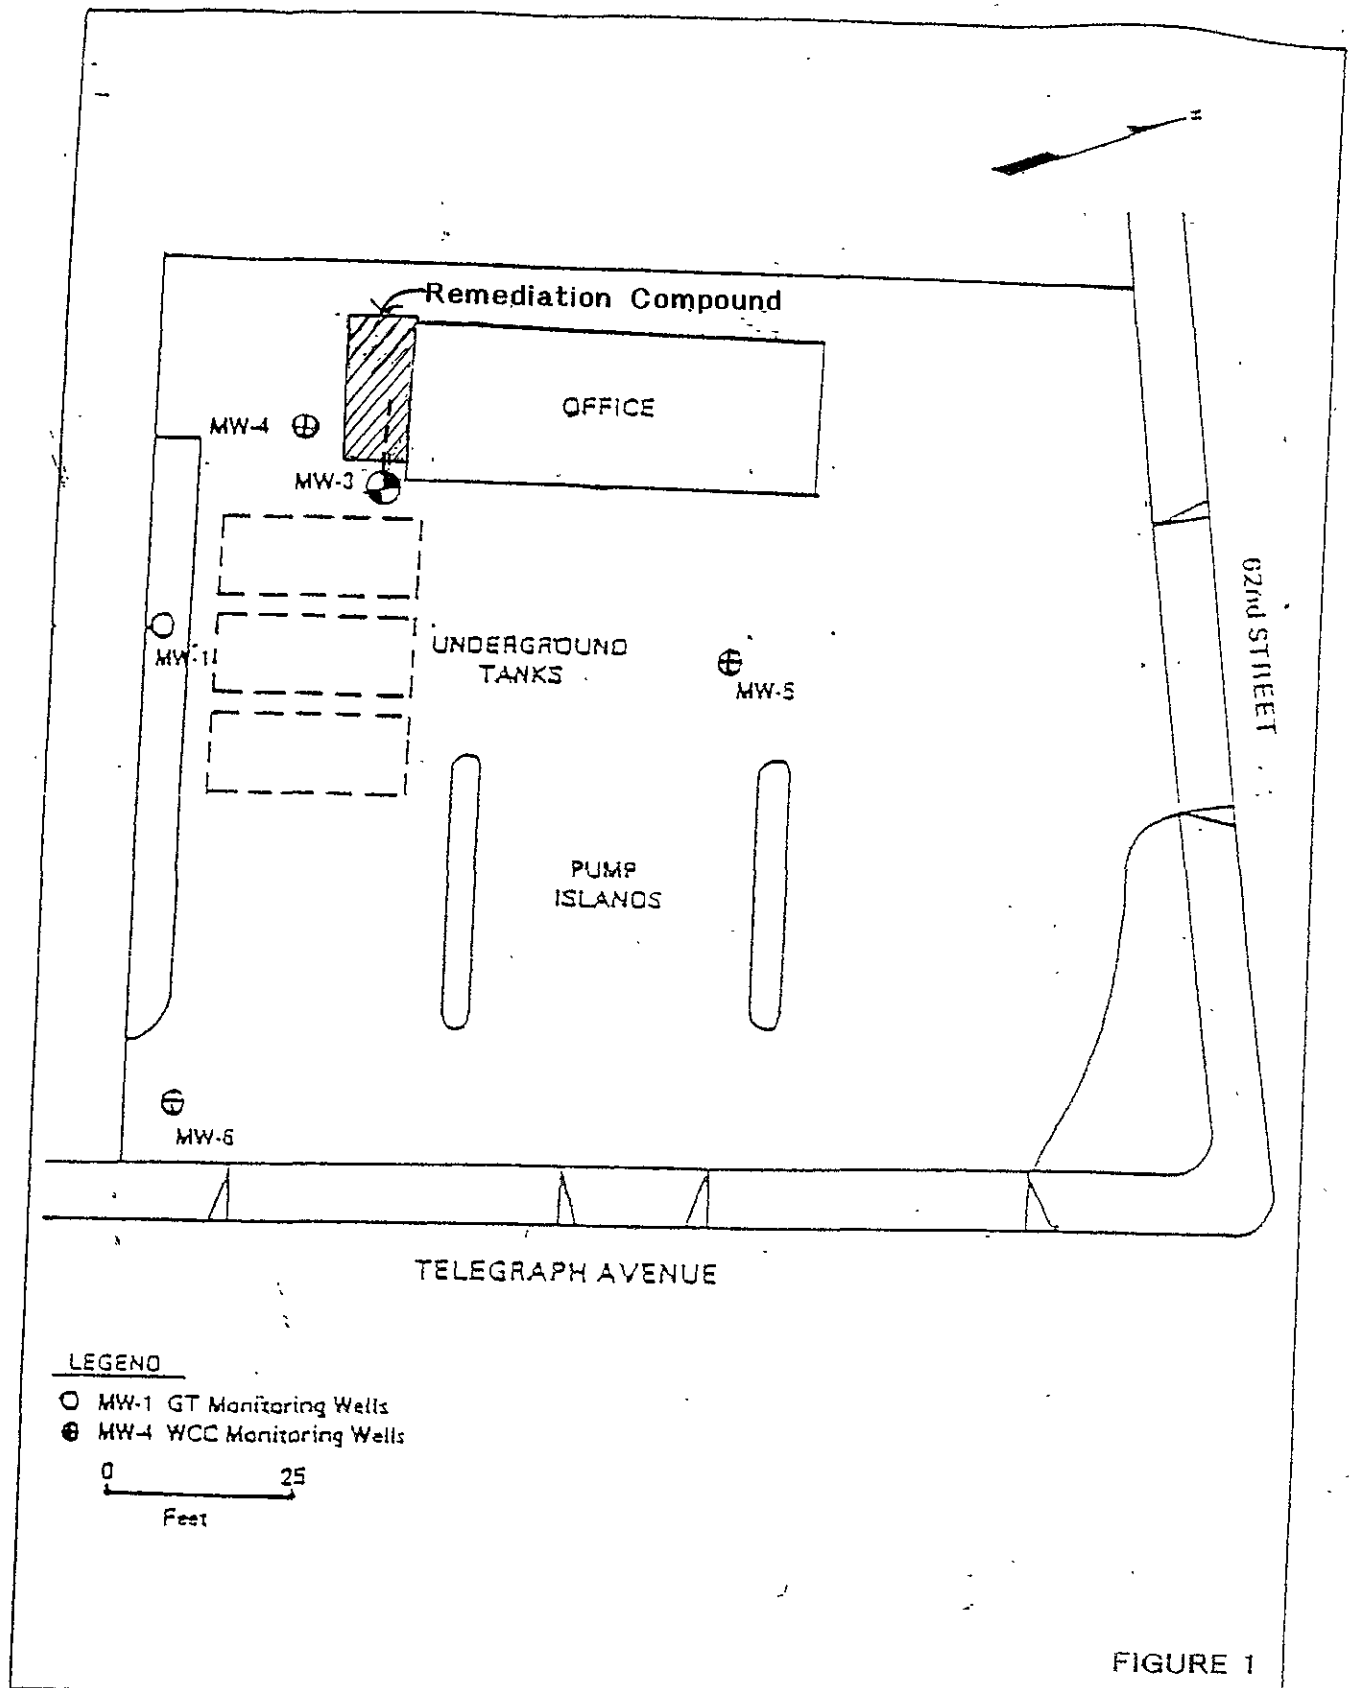 N
Remediation Compound
OFFICE
MW-4
MW-3
62nd STREET
UNDERGROUND
TANKS
MW-1
MW-5
PUMP
ISLANDS
MW-6
TELEGRAPH AVENUE
LEGEND
MW-1 GT Monitoring Wells
MW-4 WCC Monitoring Wells
0 25
Feet
FIGURE 1